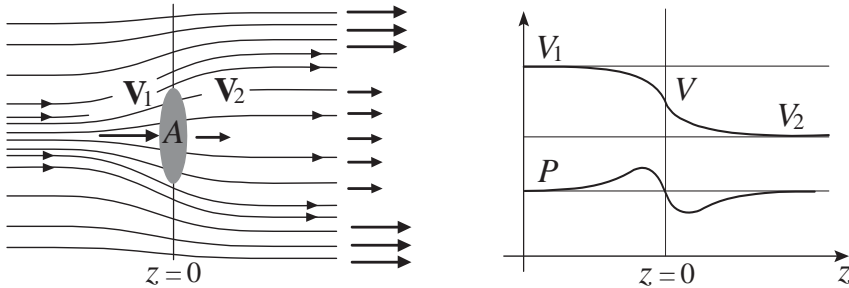 V₁ V₂
A
z = 0
V₁
V
V₂
P
z = 0
z